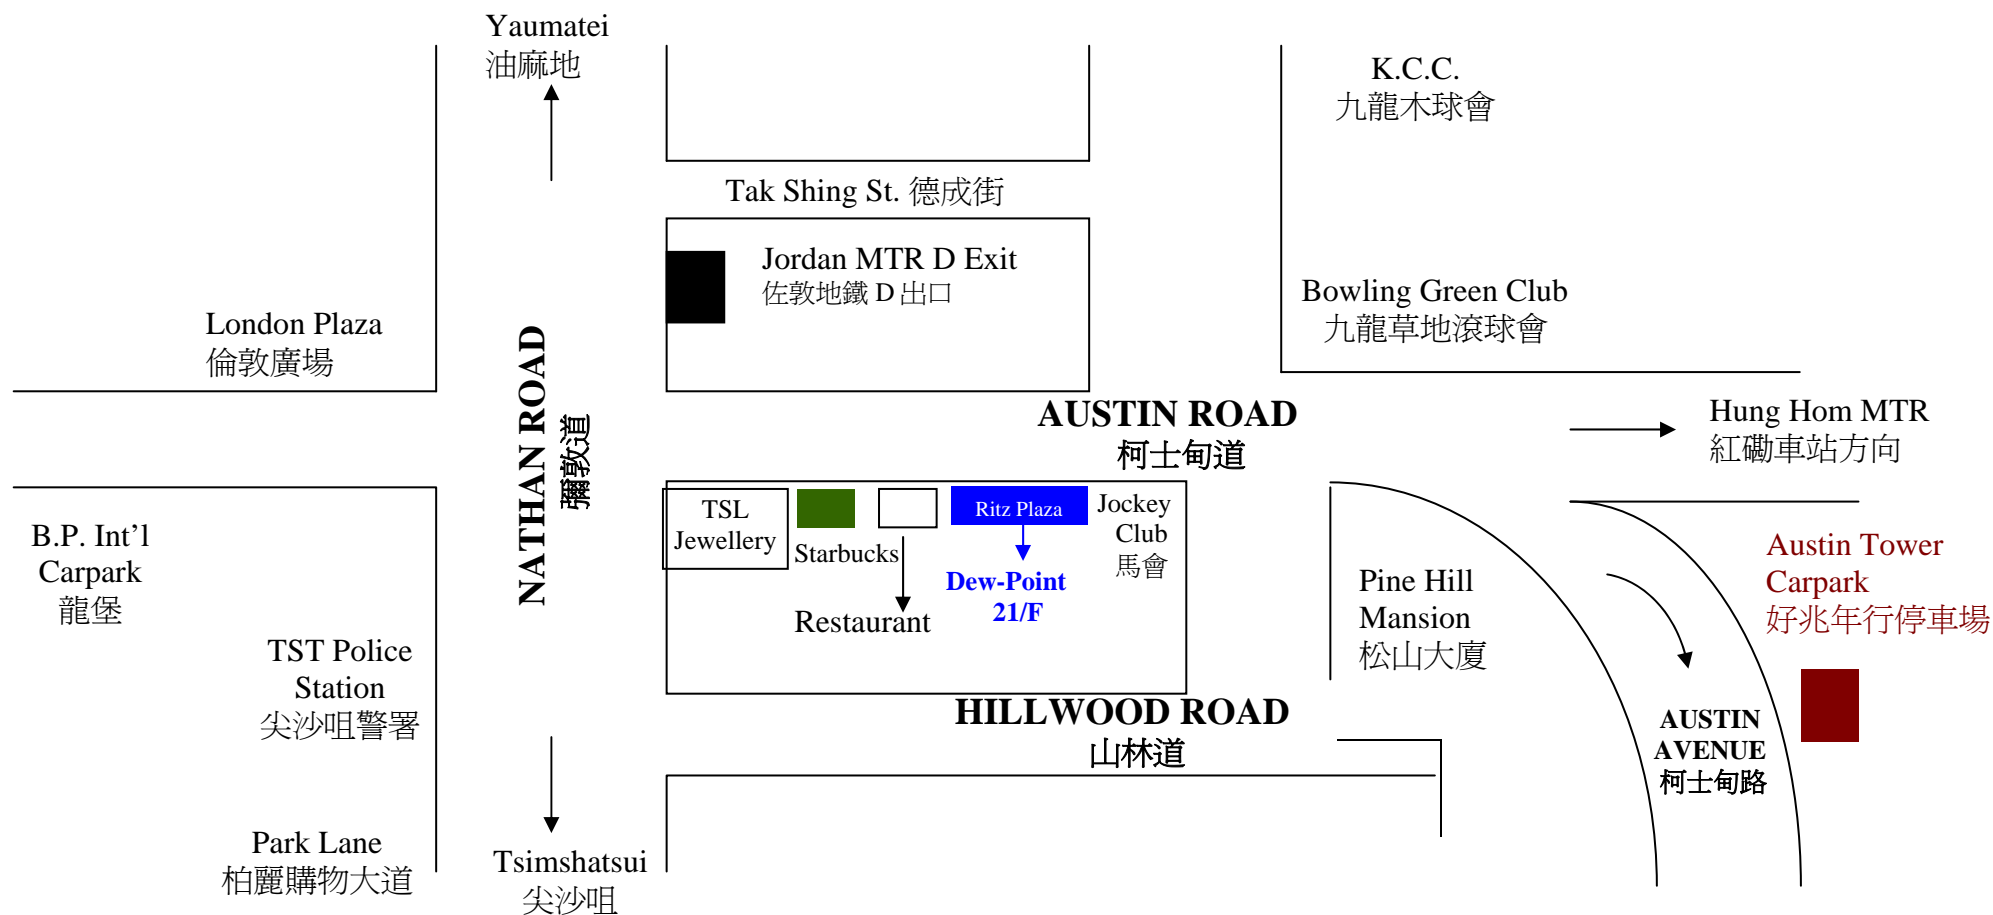 Yaumatei
油麻地
K.C.C.
九龍木球會
Tak Shing St. 德成街
Jordan MTR D Exit
佐敦地鐵 D 出口
Bowling Green Club
九龍草地滾球會
London Plaza
倫敦廣場
NATHAN ROAD
彌敦道
AUSTIN ROAD
柯士甸道
Hung Hom MTR
紅磡車站方向
TSL
Jewellery
Starbucks
Restaurant
Ritz Plaza
Dew-Point
21/F
Jockey
Club
馬會
B.P. Int’l
Carpark
龍堡
Pine Hill
Mansion
松山大廈
Austin Tower
Carpark
好兆年行停車場
TST Police
Station
尖沙咀警署
HILLWOOD ROAD
山林道
AUSTIN
AVENUE
柯士甸路
Park Lane
柏麗購物大道
Tsimshatsui
尖沙咀